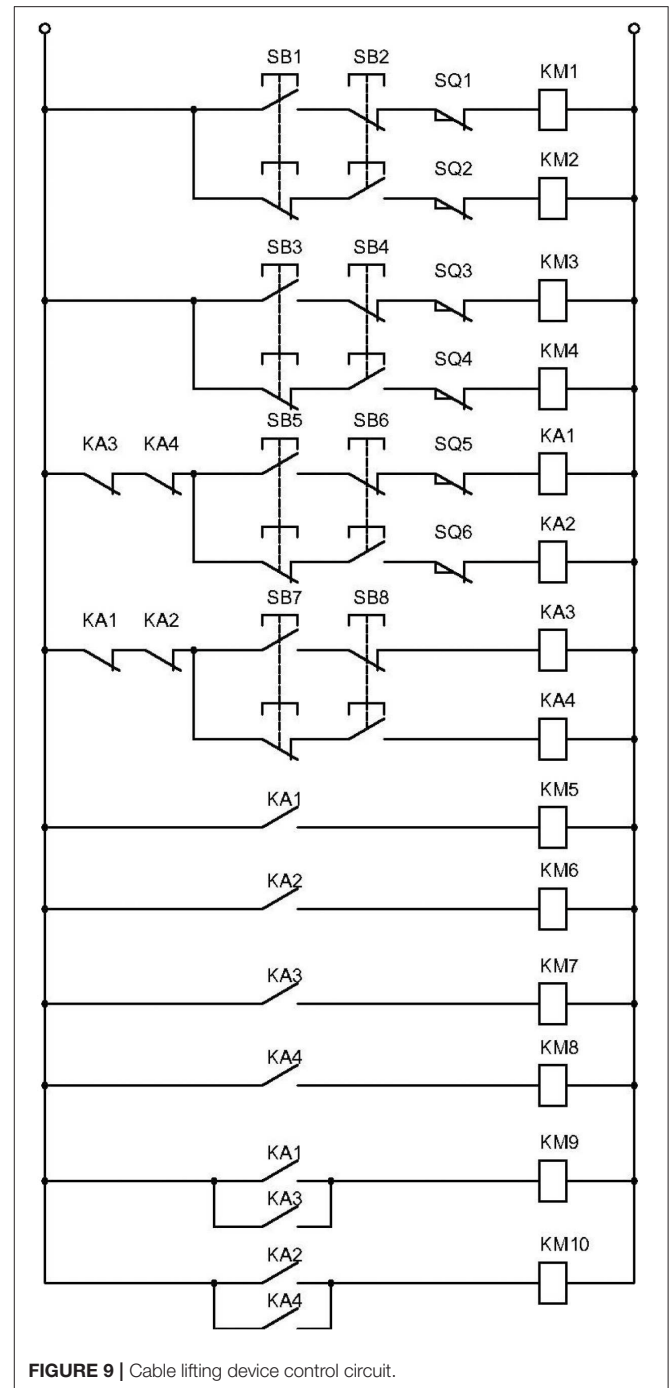 SB1 SB2 SQ1 KM1
SQ2 KM2
SB3 SB4 SQ3 KM3
SQ4 KM4
KA3 KA4 SB5 SB6 SQ5 KA1
SQ6 KA2
KA1 KA2 SB7 SB8 KA3
KA4
KA1 KM5
KA2 KM6
KA3 KM7
KA4 KM8
KA1 KM9
KA3
KA2 KM10
KA4
FIGURE 9 | Cable lifting device control circuit.